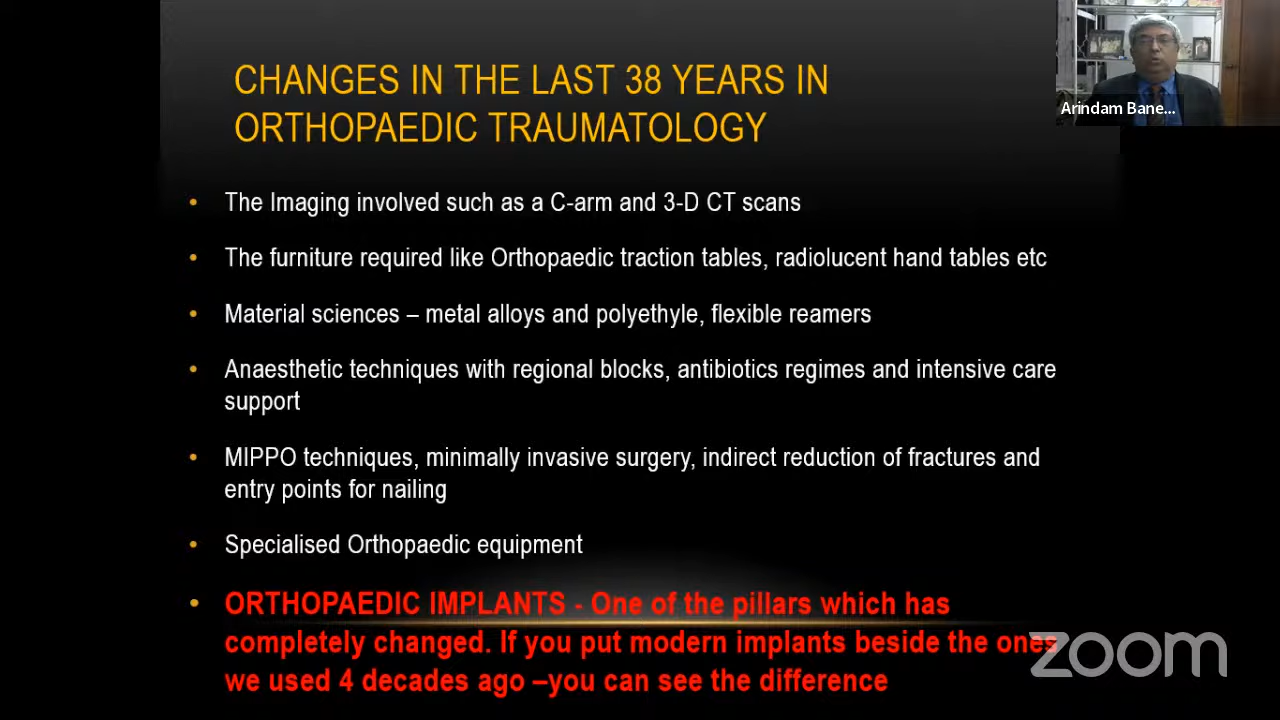 CHANGES IN THE LAST 38 YEARS IN
ORTHOPAEDIC TRAUMATOLOGY
Arindam Bane...
• The Imaging involved such as a C-arm and 3-D CT scans
• The furniture required like Orthopaedic traction tables, radiolucent hand tables etc
• Material sciences – metal alloys and polyethyle, flexible reamers
• Anaesthetic techniques with regional blocks, antibiotics regimes and intensive care
support
• MIPPO techniques, minimally invasive surgery, indirect reduction of fractures and
entry points for nailing
• Specialised Orthopaedic equipment
• ORTHOPAEDIC IMPLANTS - One of the pillars which has
completely changed. If you put modern implants beside the ones
we used 4 decades ago –you can see the difference
zoom